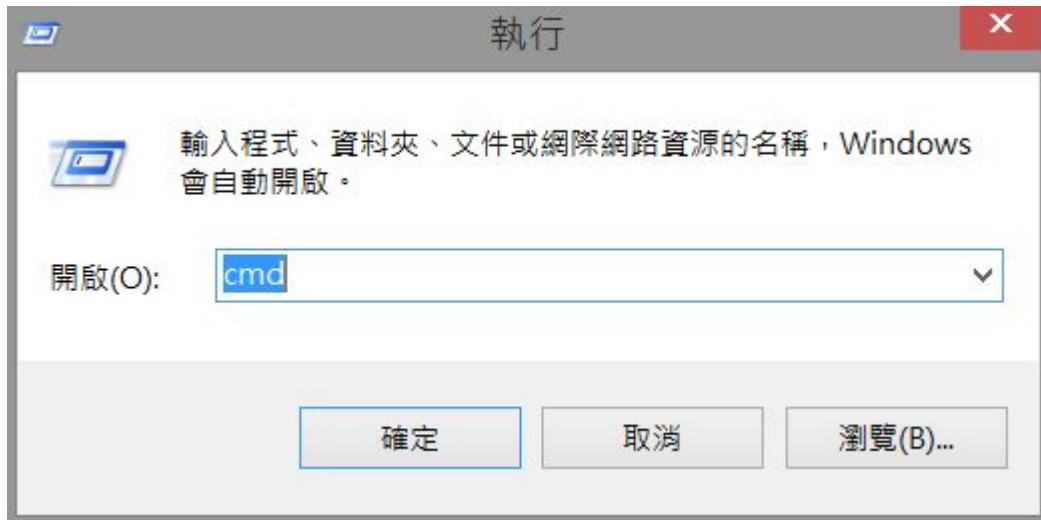 執行
輸入程式、資料夾、文件或網際網路資源的名稱，Windows
會自動開啟。
開啟(O):
cmd
確定
取消
瀏覽(B)...